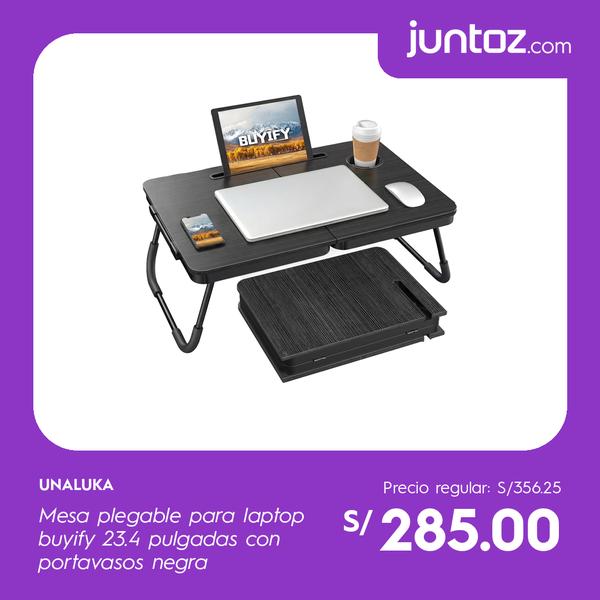 juntoz.com
BUYIFY
UNALUKA
Mesa plegable para laptop
buyify 23.4 pulgadas con
portavasos negra
Precio regular: S/356.25
S/ 285.00